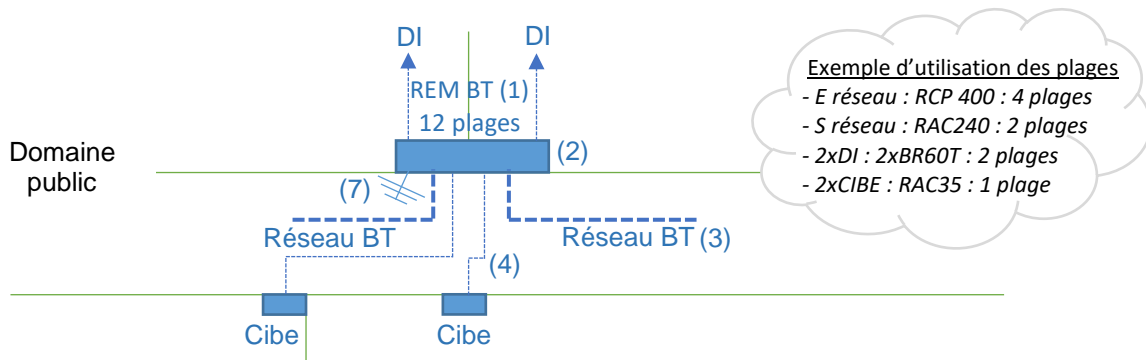 DI
DI
REM BT (1)
12 plages
(2)
Domaine
public
(7)
Réseau BT
Réseau BT (3)
(4)
Cibe
Cibe
Exemple d’utilisation des plages
- E réseau : RCP 400 : 4 plages
- S réseau : RAC240 : 2 plages
- 2xDI : 2xBR60T : 2 plages
- 2xCIBE : RAC35 : 1 plage